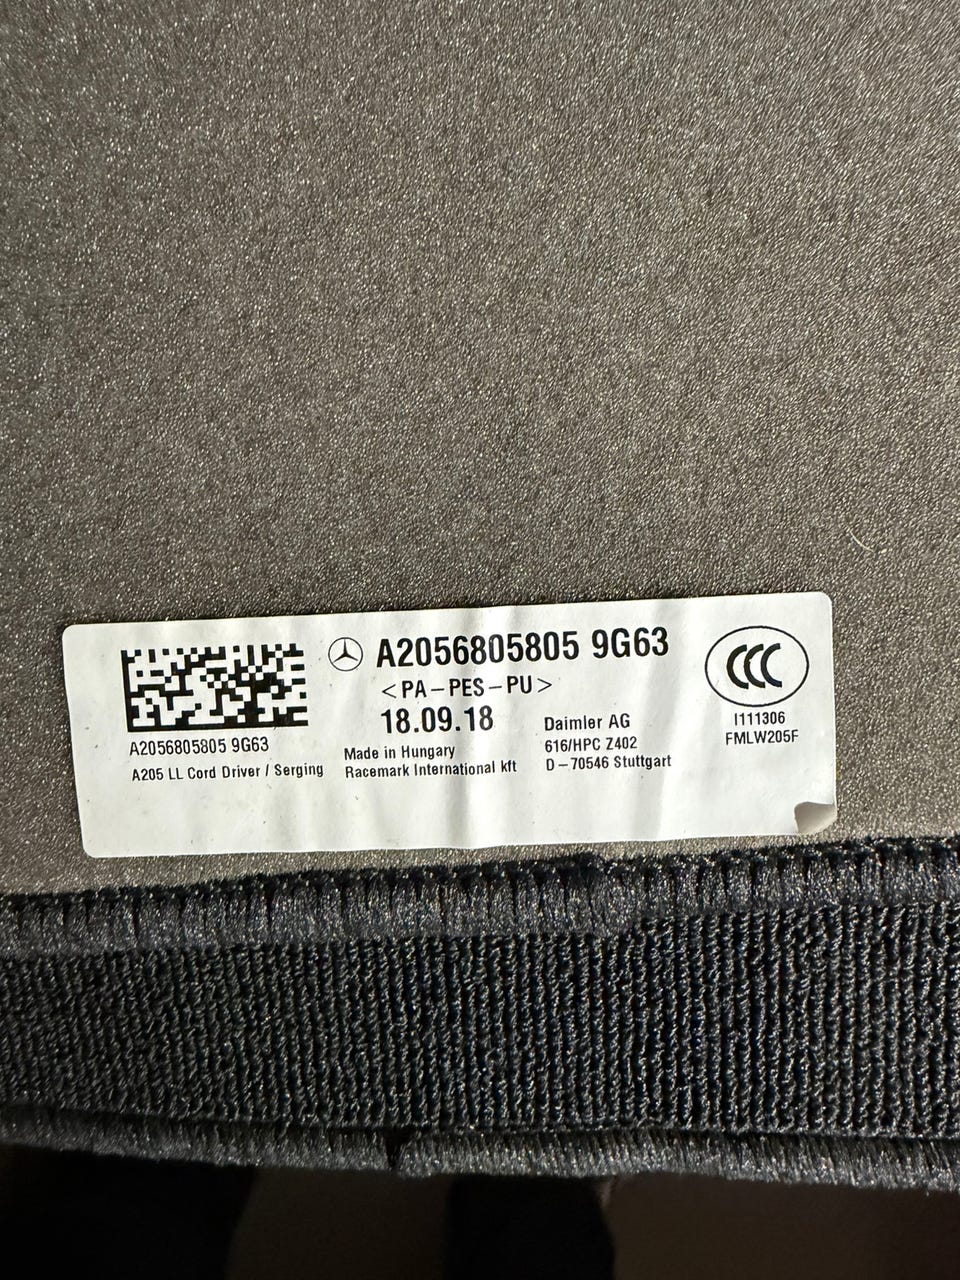 A2056805805 9G63
<PA-PES-PU>
18.09.18
Made in Hungary
Racemark International kft
Daimler AG
616/HPC Z402
D-70546 Stuttgart
CCC
I111306
FMLW205F
A2056805805 9G63
A205 LL Cord Driver / Serging